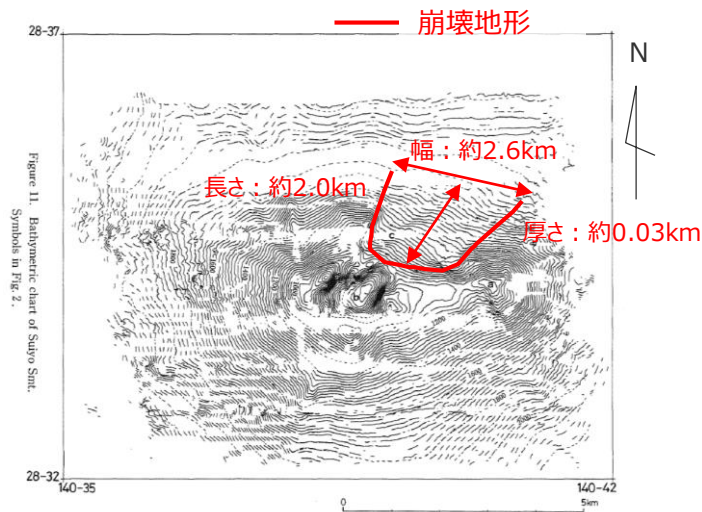 崩壊地形
28-37
N
幅：約2.6km
長さ：約2.0km
厚さ：約0.03km
Figure 11. Bathymetric chart of Suiyo Smt.
Symbols in Fig. 2.
c
28-32
140-35
140-42
0
5km